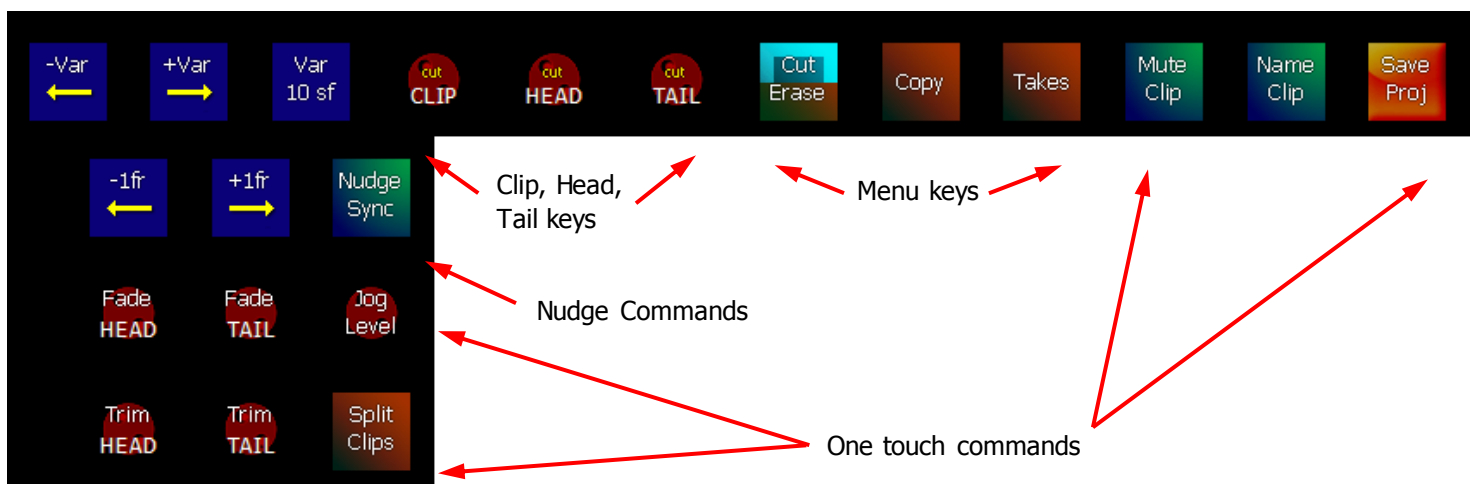 -Var
+Var
Var
10 sf
cut
CLIP
cut
HEAD
cut
TAIL
Cut
Erase
Copy
Takes
Mute
Clip
Name
Clip
Save
Proj
-1fr
+1fr
Nudge
Sync
Clip, Head,
Tail keys
Menu keys
Fade
HEAD
Fade
TAIL
Jog
Level
Nudge Commands
Trim
HEAD
Trim
TAIL
Split
Clips
One touch commands